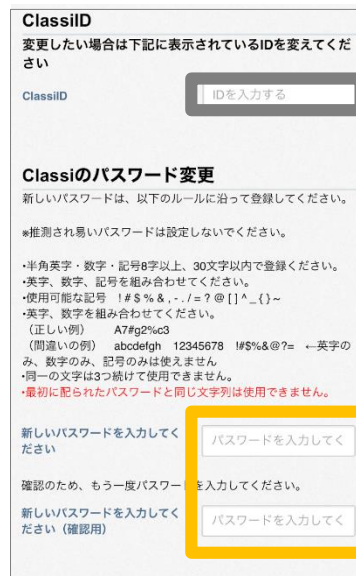 ClassiID
変更したい場合は下記に表示されているIDを変えてくだ
さい
ClassiID
IDを入力する
Classiのパスワード変更
新しいパスワードは、以下のルールに沿って登録してください。
※推測され易いパスワードは設定しないでください。
・半角英字・数字・記号8字以上、30文字以内で登録ください。
・英字、数字、記号を組み合わせてください。
・使用可能な記号 !#$%&,-./=?@[]^_{}~
・英字、数字を組み合わせてください。
（正しい例） A7#g2%c3
（間違いの例） abcdefgh 12345678 !#$%&@?= ←英字の
み、数字のみ、記号のみは使えません
・同一の文字は3つ続けて使用できません。
・最初に配られたパスワードと同じ文字列は使用できません。
新しいパスワードを入力してく
ださい
パスワードを入力してく
確認のため、もう一度パスワードを入力してください。
新しいパスワードを入力してく
ださい（確認用）
パスワードを入力してく